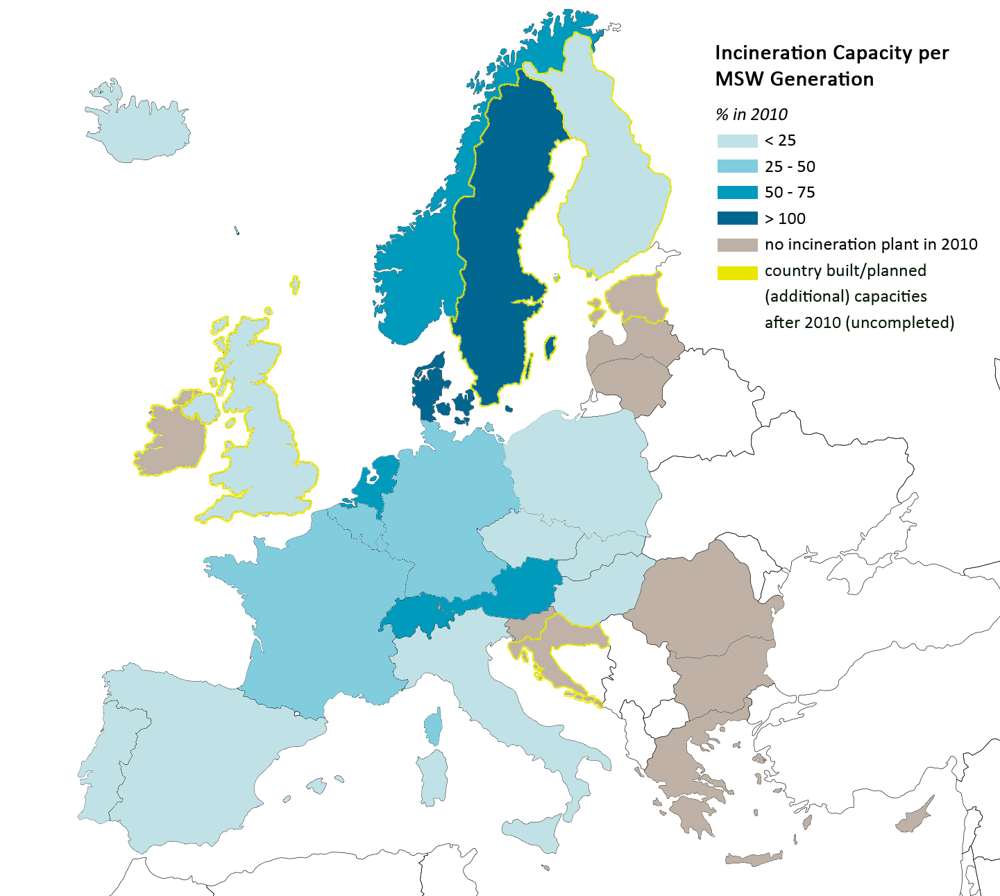 Incineration Capacity per
MSW Generation
% in 2010
< 25
25 - 50
50 - 75
> 100
no incineration plant in 2010
country built/planned
(additional) capacities
after 2010 (uncompleted)